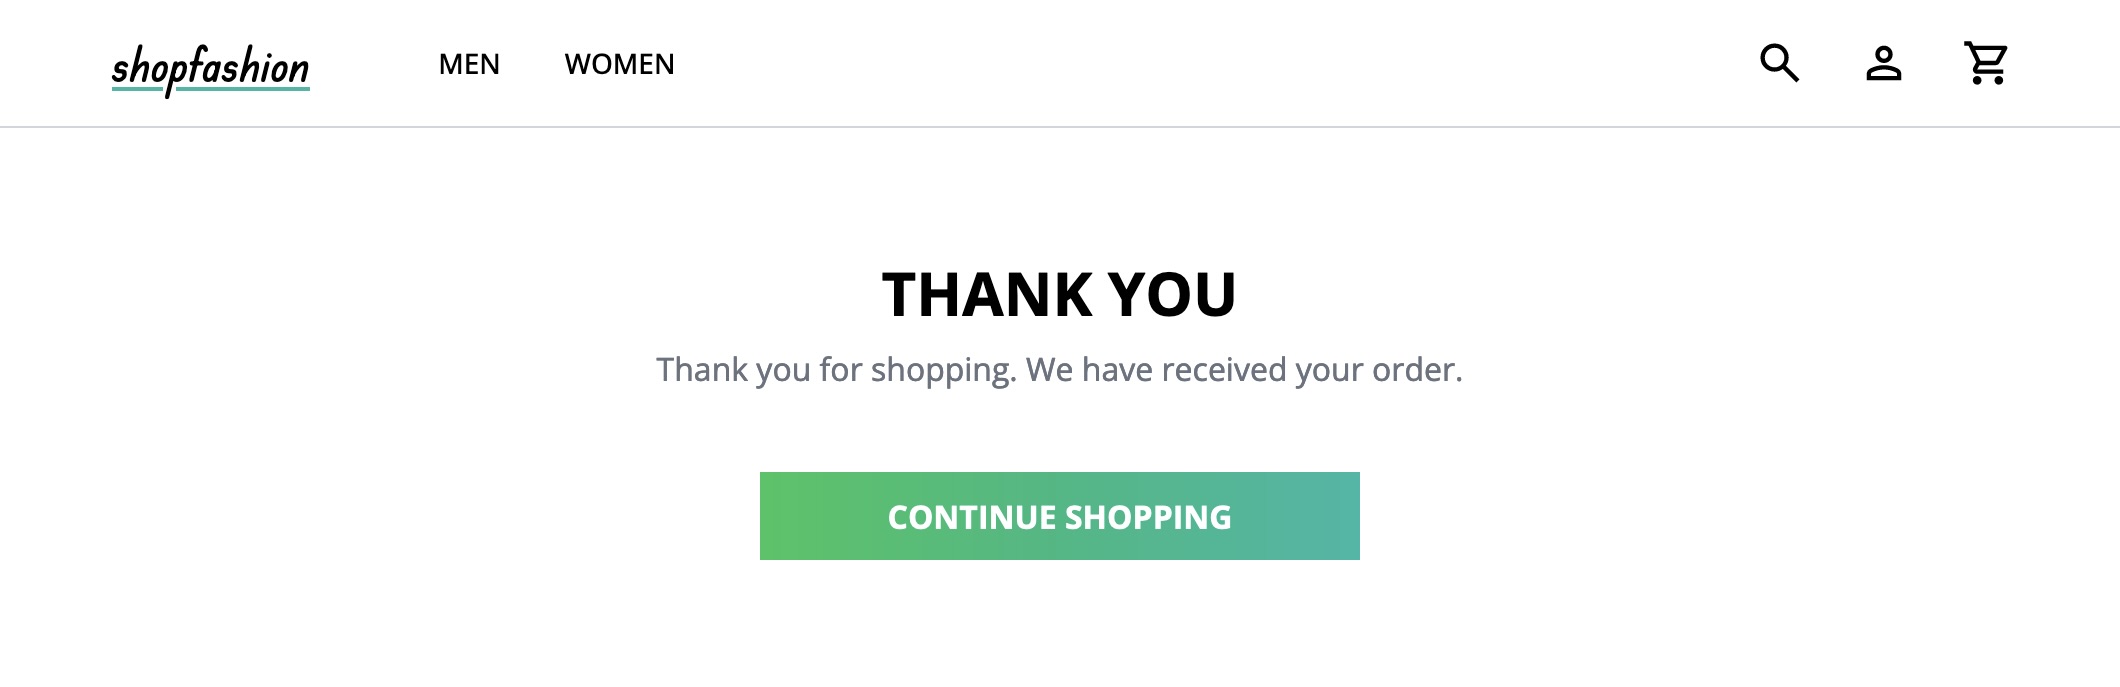 shopfashion
MEN
WOMEN
THANK YOU
Thank you for shopping. We have received your order.
CONTINUE SHOPPING